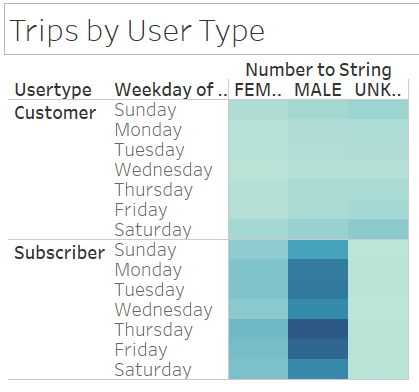 Trips by User Type
Number to String
Usertype Weekday of .. FEM.. MALE UNK..
Customer Sunday
Monday
Tuesday
Wednesday
Thursday
Friday
Saturday
Subscriber Sunday
Monday
Tuesday
Wednesday
Thursday
Friday
Saturday